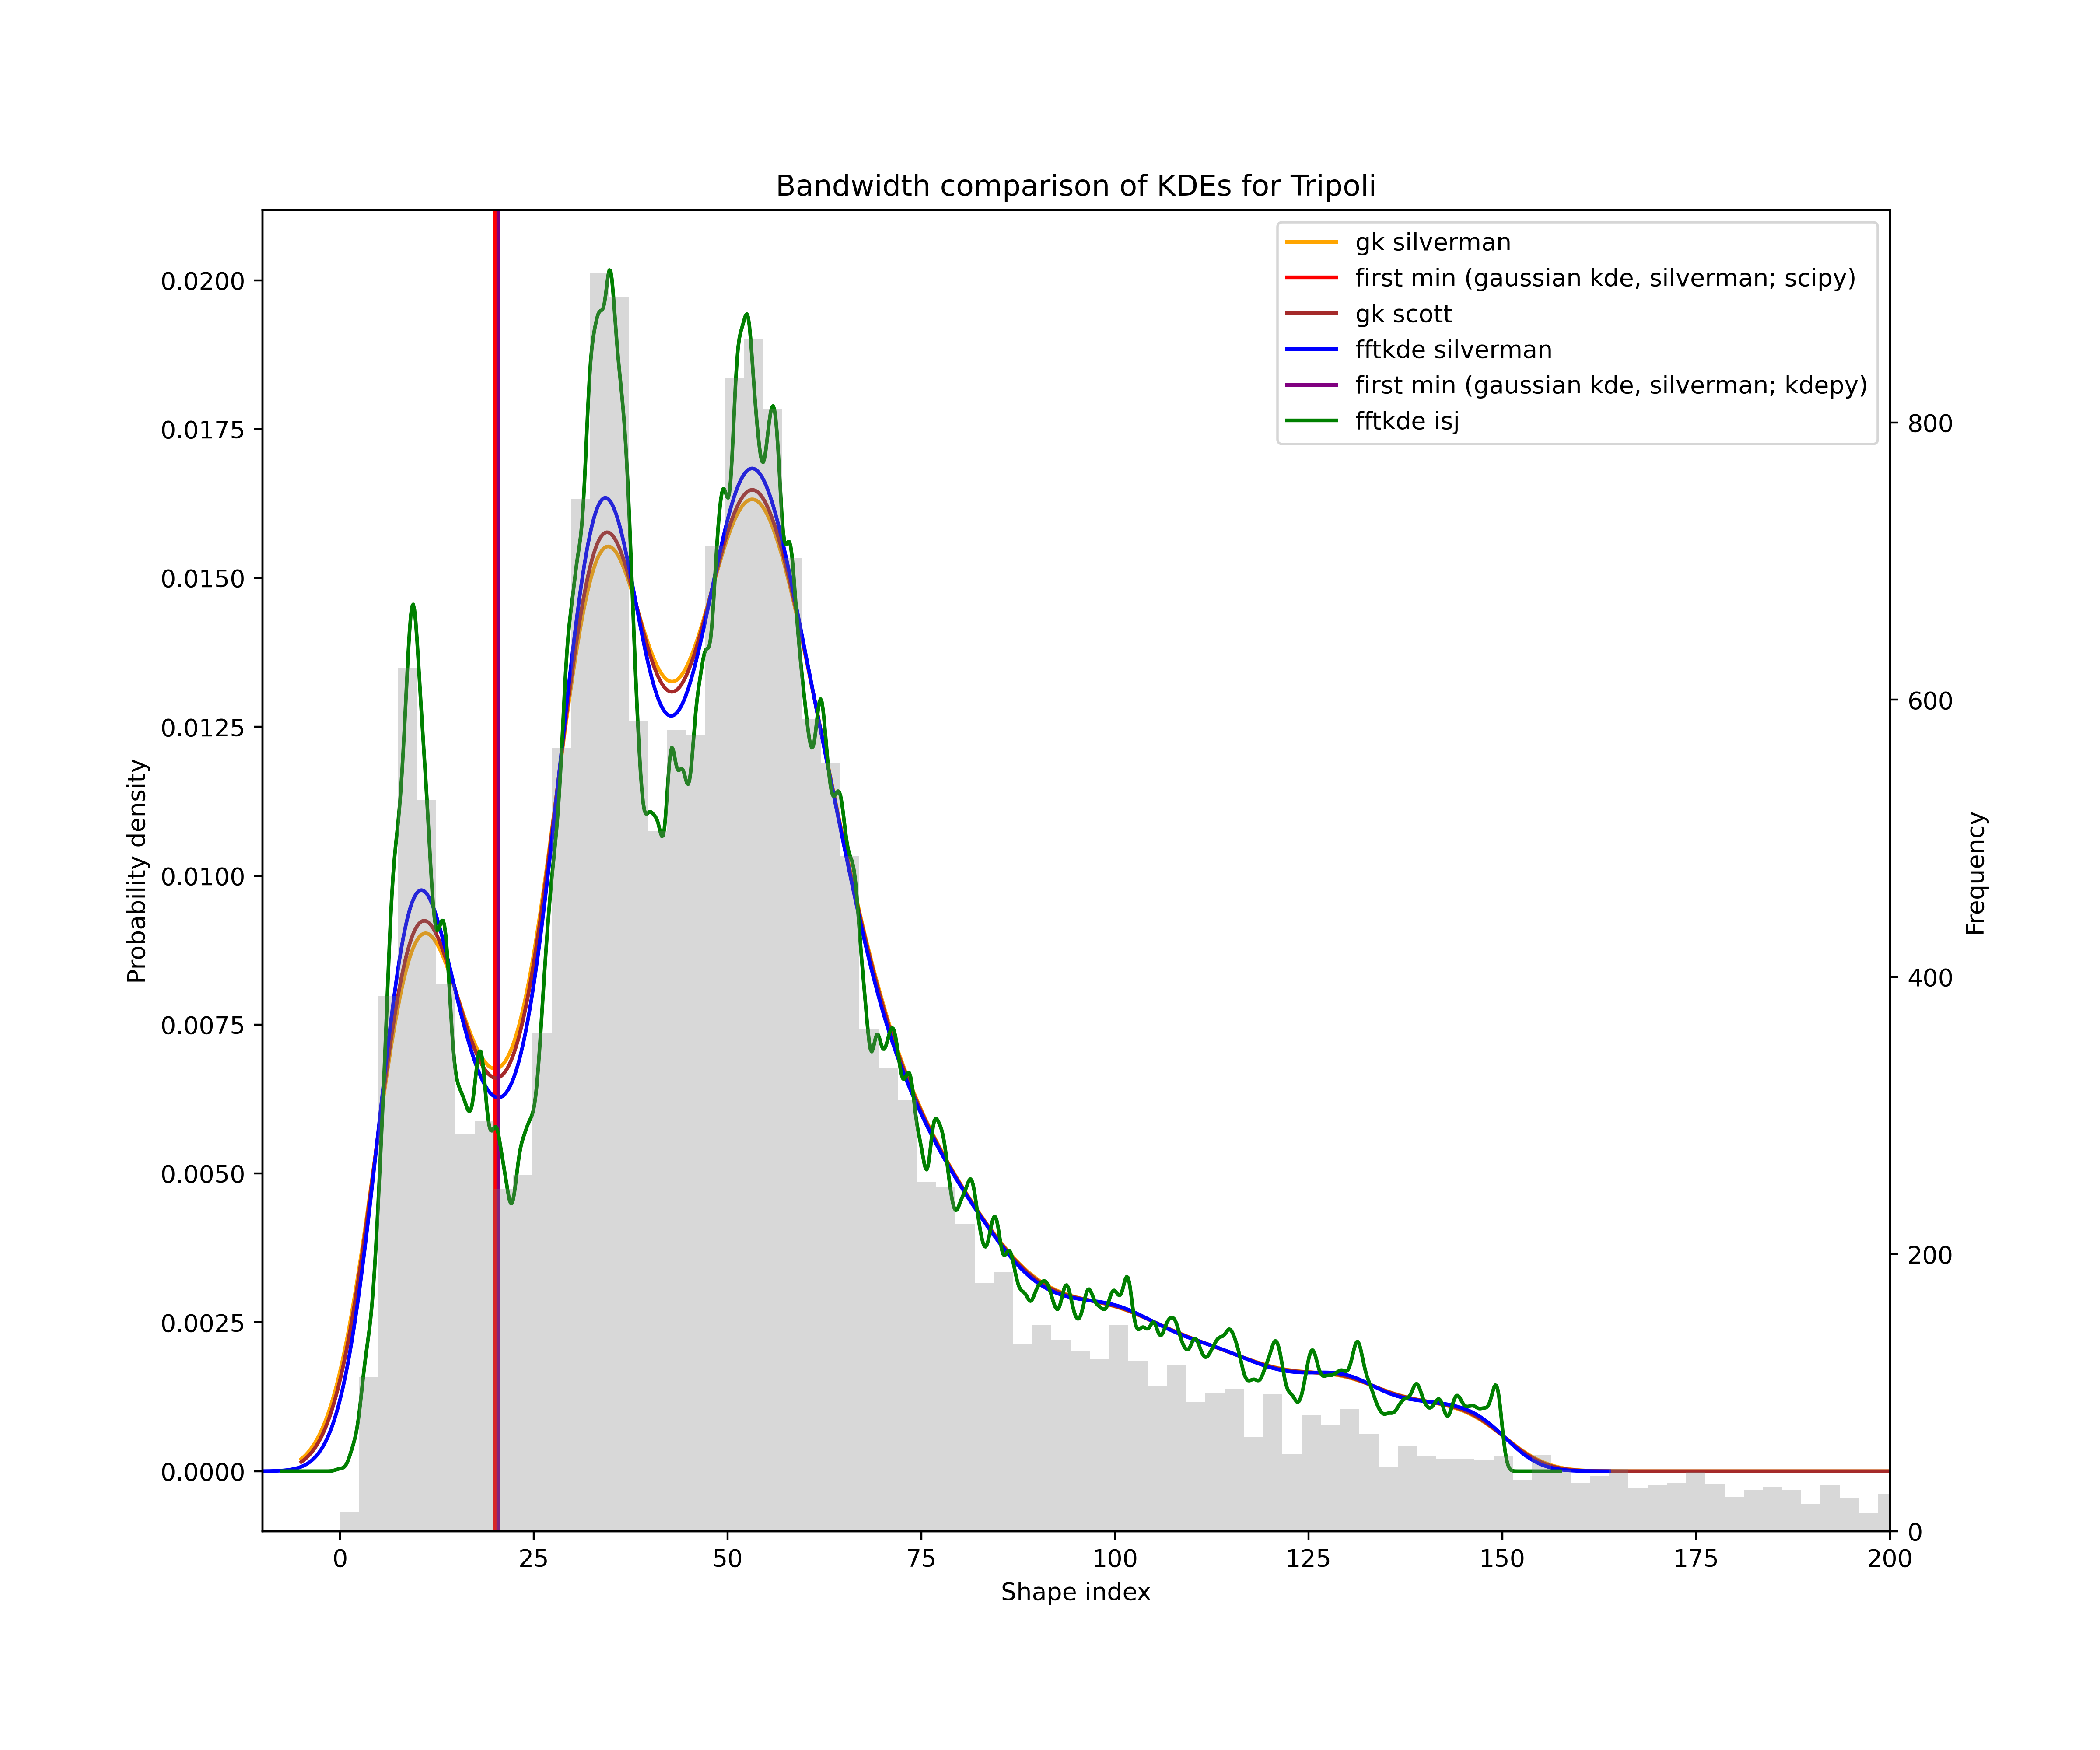 Bandwidth comparison of KDEs for Tripoli
gk silverman
first min (gaussian kde, silverman; scipy)
gk scott
fftkde silverman
first min (gaussian kde, silverman; kdepy)
fftkde isj
Probability density
0.0200
0.0175
0.0150
0.0125
0.0100
0.0075
0.0050
0.0025
0.0000
800
600
400
200
0
Frequency
0 25 50 75 100 125 150 175 200
Shape index